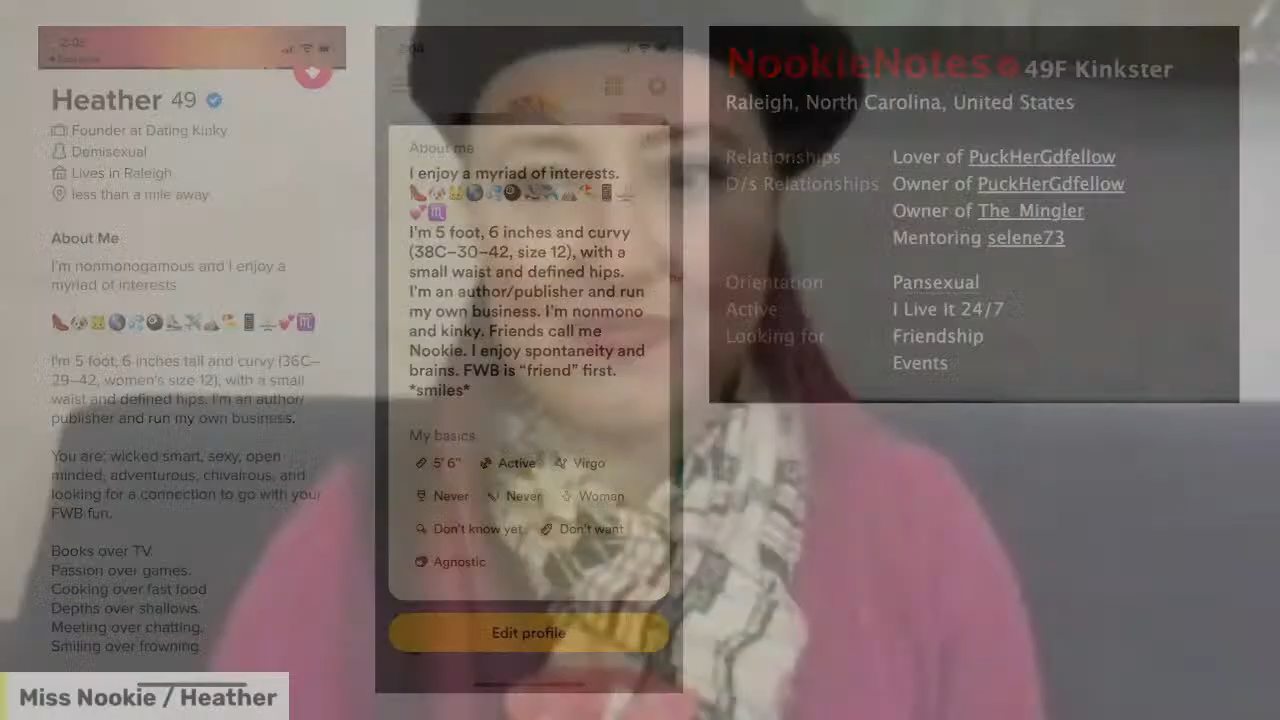 2:03
Heather 49
Founder at Dating Kinky
Demisexual
Lives in Raleigh
less than a mile away
About Me
I'm nonmonogamous and I enjoy a
myriad of interests
I'm 5 foot, 6 inches tall and curvy (36C–
29–42, women's size 12), with a small
waist and defined hips. I'm an author/
publisher and run my own business.
You are: wicked smart, sexy, open
minded, adventurous, chivalrous, and
looking for a connection to go with your
FWB fun.
Books over TV.
Passion over games.
Cooking over fast food
Depths over shallows.
Meeting over chatting.
Smiling over frowning
About me
I enjoy a myriad of interests.
I'm 5 foot, 6 inches and curvy
(38C–30–42, size 12), with a
small waist and defined hips.
I'm an author/publisher and run
my own business. I'm nonmono
and kinky. Friends call me
Nookie. I enjoy spontaneity and
brains. FWB is “friend” first.
*smiles*
My basics
5' 6" Active Virgo
Never Never Woman
Don't know yet Don't want
Agnostic
Edit profile
NookieNotes 49F Kinkster
Raleigh, North Carolina, United States
Relationships Lover of PuckHerGdfellow
D/s Relationships Owner of PuckHerGdfellow
Owner of The_Mingler
Mentoring selene73
Orientation Pansexual
Active I Live It 24/7
Looking for Friendship
Events
Miss Nookie / Heather